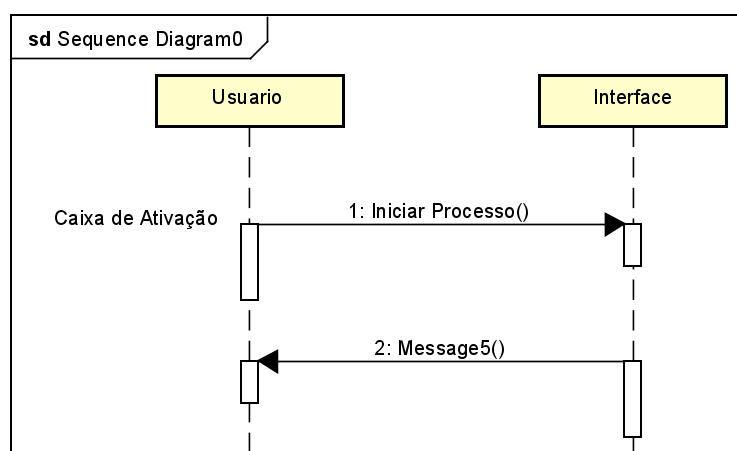 sd Sequence Diagram0
Usuario
Interface
Caixa de Ativação
1: Iniciar Processo()
2: Message5()